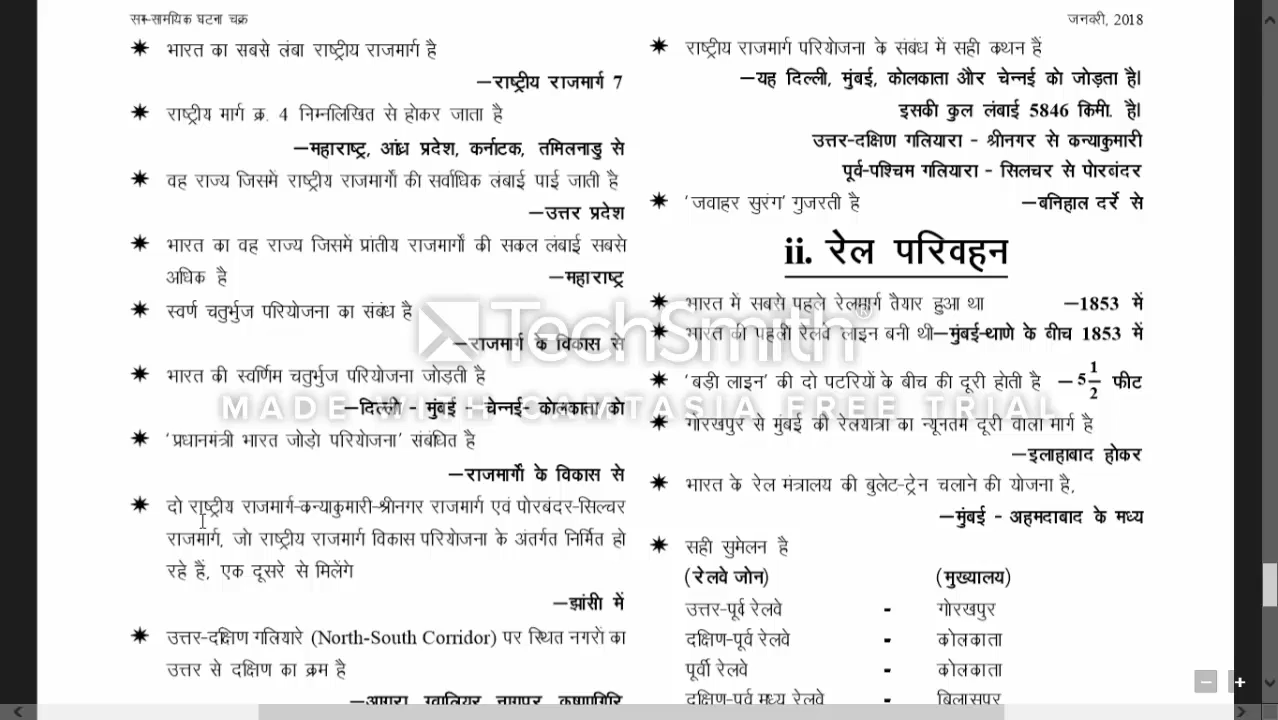 सम-सामयिक घटना चक्र
जनवरी, 2018
✷ भारत का सबसे लंबा राष्ट्रीय राजमार्ग है
–राष्ट्रीय राजमार्ग 7
✷ राष्ट्रीय मार्ग क्र. 4 निम्नलिखित से होकर जाता है
–महाराष्ट्र, आंध्र प्रदेश, कर्नाटक, तमिलनाडु से
✷ वह राज्य जिसमें राष्ट्रीय राजमार्गों की सर्वाधिक लंबाई पाई जाती है
–उत्तर प्रदेश
✷ भारत का वह राज्य जिसमें प्रांतीय राजमार्गों की सकल लंबाई सबसे
अधिक है –महाराष्ट्र
✷ स्वर्ण चतुर्भुज परियोजना का संबंध है
–राजमार्ग के विकास से
✷ भारत की स्वर्णिम चतुर्भुज परियोजना जोड़ती है
–दिल्ली - मुंबई - चेन्नई- कोलकाता को
✷ 'प्रधानमंत्री भारत जोड़ो परियोजना' संबंधित है
–राजमार्गों के विकास से
✷ दो राष्ट्रीय राजमार्ग-कन्याकुमारी-श्रीनगर राजमार्ग एवं पोरबंदर-सिल्चर
राजमार्ग, जो राष्ट्रीय राजमार्ग विकास परियोजना के अंतर्गत निर्मित हो
रहे हैं, एक दूसरे से मिलेंगे
–झांसी में
✷ उत्तर-दक्षिण गलियारे (North-South Corridor) पर स्थित नगरों का
उत्तर से दक्षिण का क्रम है
–आगरा, ग्वालियर, नागपुर, कृष्णागिरि
✷ राष्ट्रीय राजमार्ग परियोजना के संबंध में सही कथन हैं
–यह दिल्ली, मुंबई, कोलकाता और चेन्नई को जोड़ता है।
इसकी कुल लंबाई 5846 किमी. है।
उत्तर-दक्षिण गलियारा - श्रीनगर से कन्याकुमारी
पूर्व-पश्चिम गलियारा - सिलचर से पोरबंदर
✷ 'जवाहर सुरंग' गुजरती है –बनिहाल दर्रे से
ii. रेल परिवहन
✷ भारत में सबसे पहले रेलमार्ग तैयार हुआ था –1853 में
✷ भारत की पहली रेलवे लाइन बनी थी–मुंबई-थाणे के बीच 1853 में
✷ 'बड़ी लाइन' की दो पटरियों के बीच की दूरी होती है –5 1/2 फीट
✷ गोरखपुर से मुंबई की रेलयात्रा का न्यूनतम दूरी वाला मार्ग है
–इलाहाबाद होकर
✷ भारत के रेल मंत्रालय की बुलेट-ट्रेन चलाने की योजना है,
–मुंबई - अहमदाबाद के मध्य
✷ सही सुमेलन है
(रेलवे जोन) (मुख्यालय)
उत्तर-पूर्व रेलवे - गोरखपुर
दक्षिण-पूर्व रेलवे - कोलकाता
पूर्वी रेलवे - कोलकाता
दक्षिण-पूर्व मध्य रेलवे - बिलासपुर
TechSmith®
MADE WITH CAMTASIA FREE TRIAL